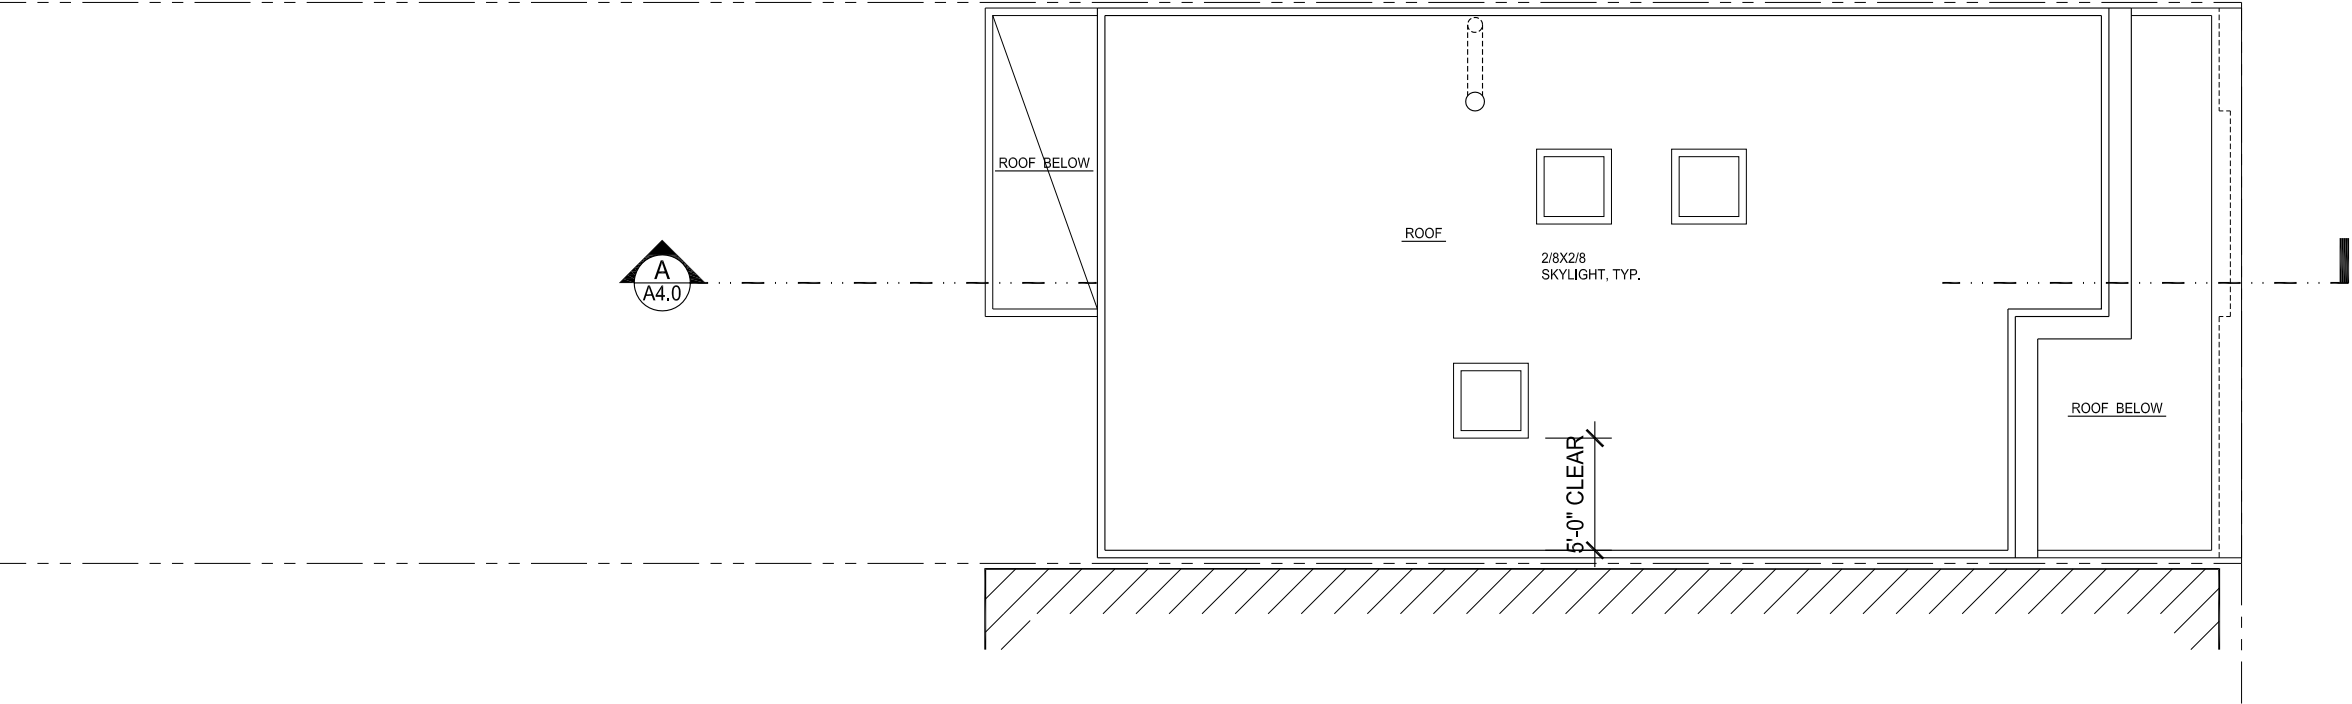 ROOF BELOW
ROOF
2/8X2/8
SKYLIGHT, TYP.
A
A4.0
ROOF BELOW
5'-0" CLEAR